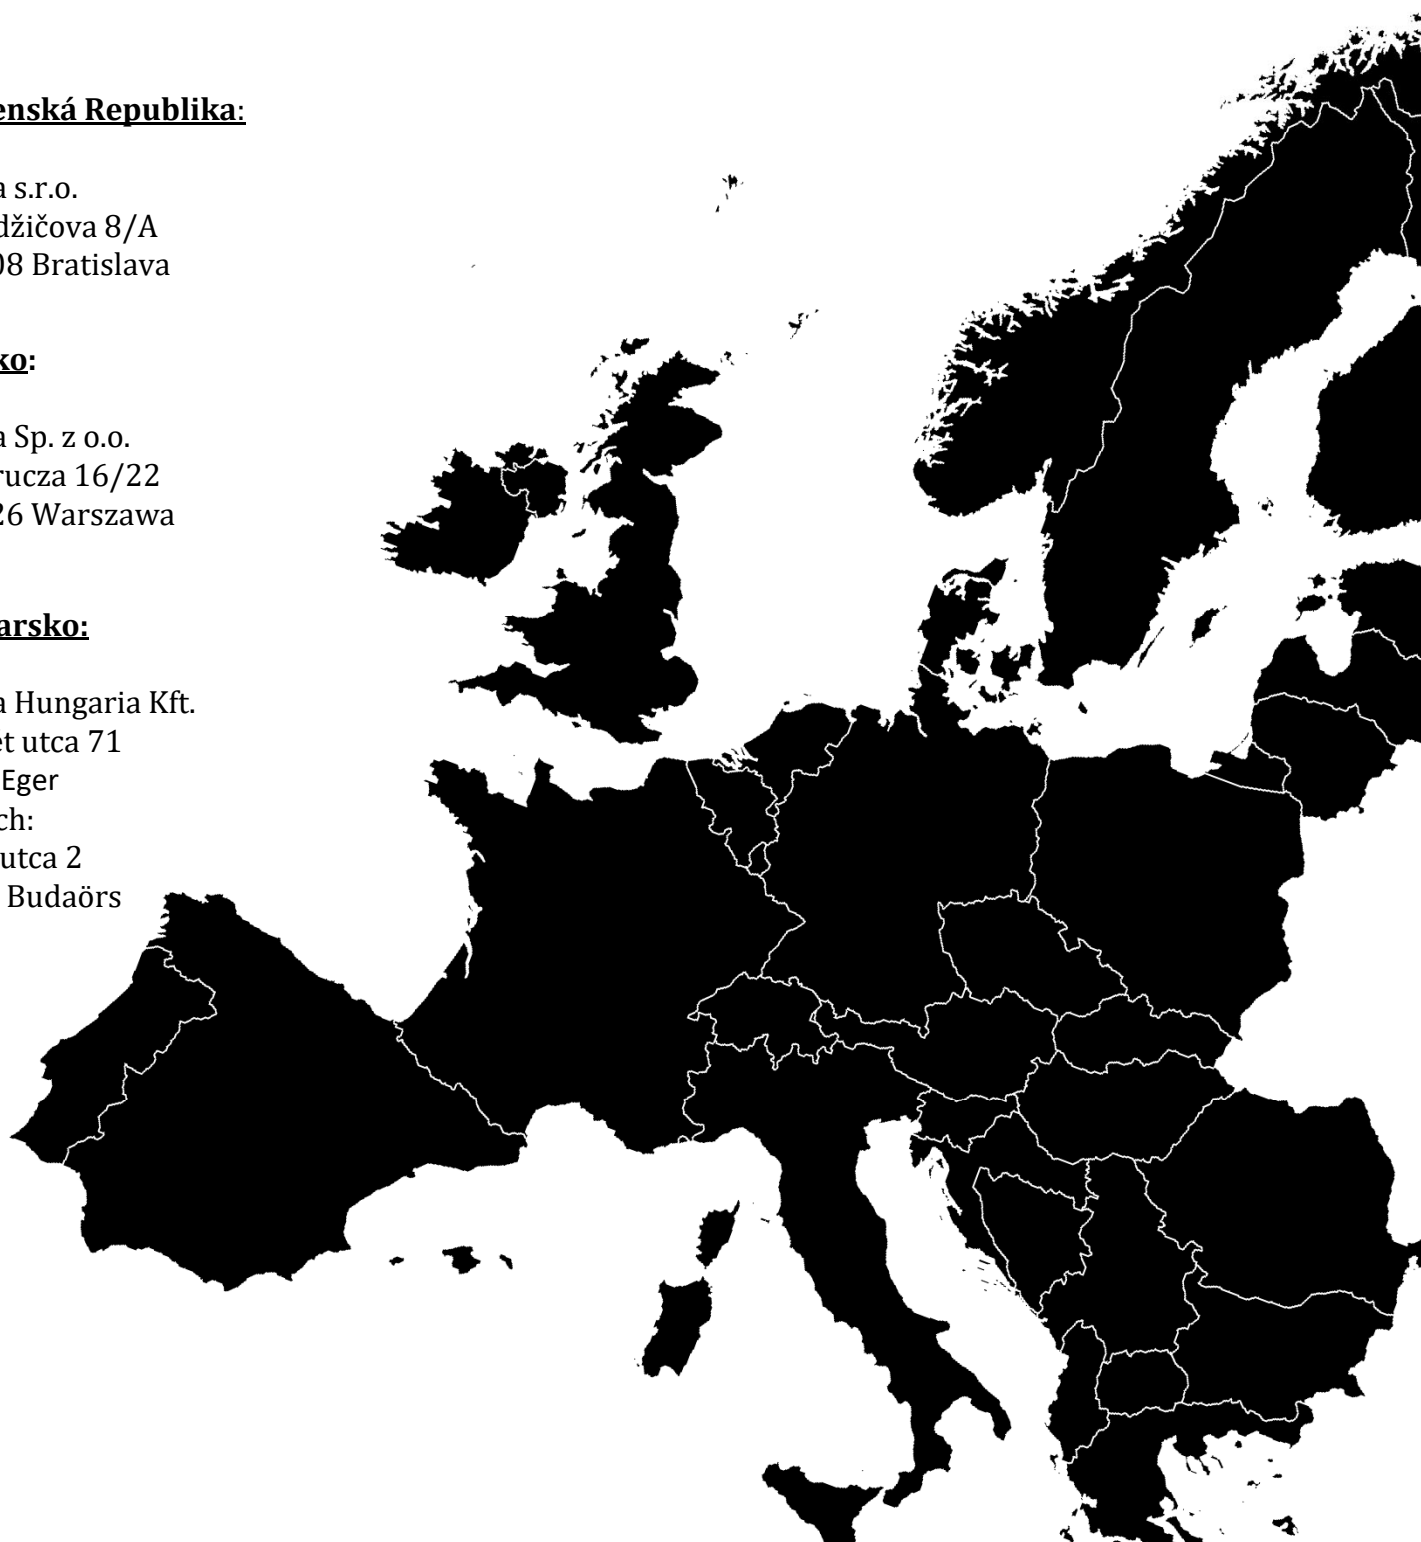 enská Republika:
a s.r.o.
džičova 8/A
08 Bratislava
ko:
a Sp. z o.o.
rucza 16/22
26 Warszawa
arsko:
a Hungaria Kft.
et utca 71
Eger
ch:
utca 2
Budaörs